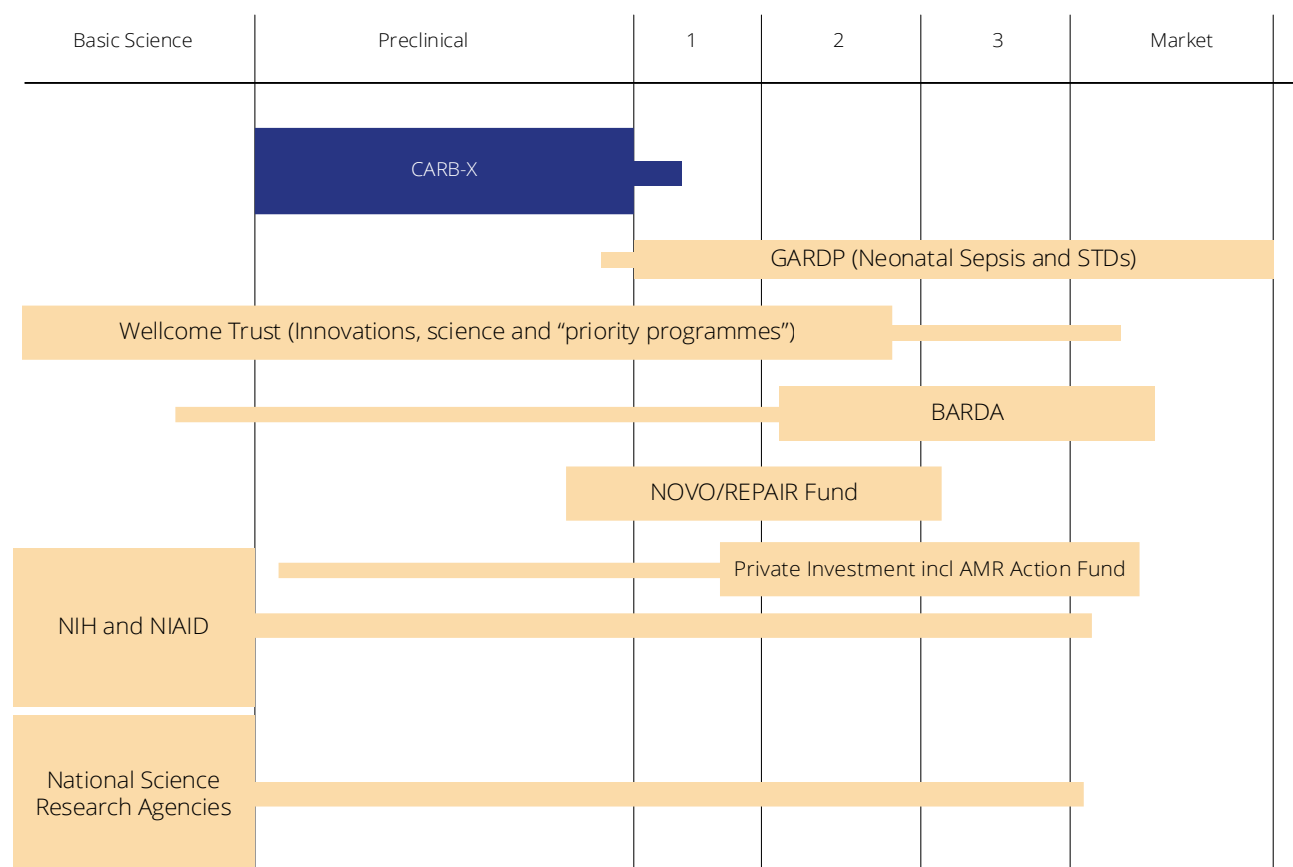 Basic Science
Preclinical
1
2
3
Market
CARB-X
GARDP (Neonatal Sepsis and STDs)
Wellcome Trust (Innovations, science and “priority programmes”)
BARDA
NOVO/REPAIR Fund
Private Investment incl AMR Action Fund
NIH and NIAID
National Science
Research Agencies